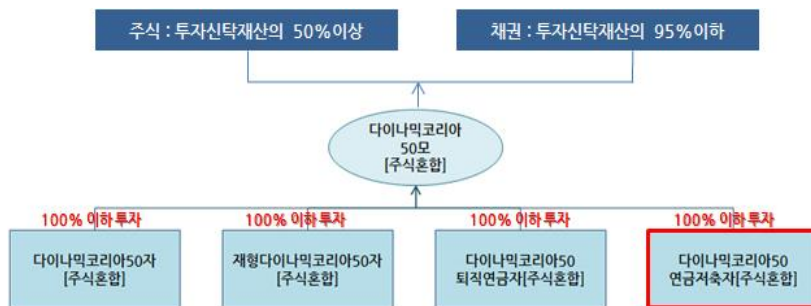 주식 : 투자신탁재산의 50%이상
채권 : 투자신탁재산의 95%이하
다이나믹코리아
50모
[주식혼합]
100% 이하 투자
100% 이하 투자
100% 이하 투자
100% 이하 투자
다이나믹코리아50자
[주식혼합]
재형다이나믹코리아50자
[주식혼합]
다이나믹코리아50
퇴직연금자[주식혼합]
다이나믹코리아50
연금저축자[주식혼합]